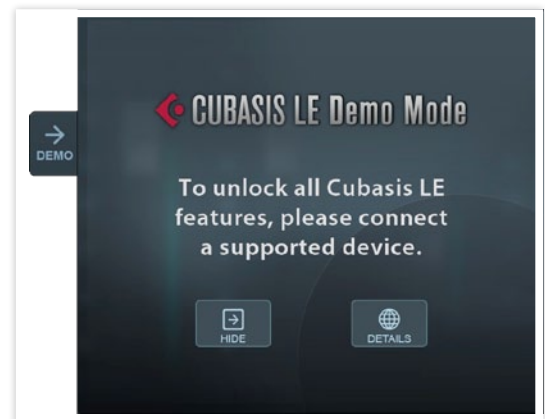 CUBASIS LE Demo Mode
DEMO
To unlock all Cubasis LE
features, please connect
a supported device.
HIDE
DETAILS